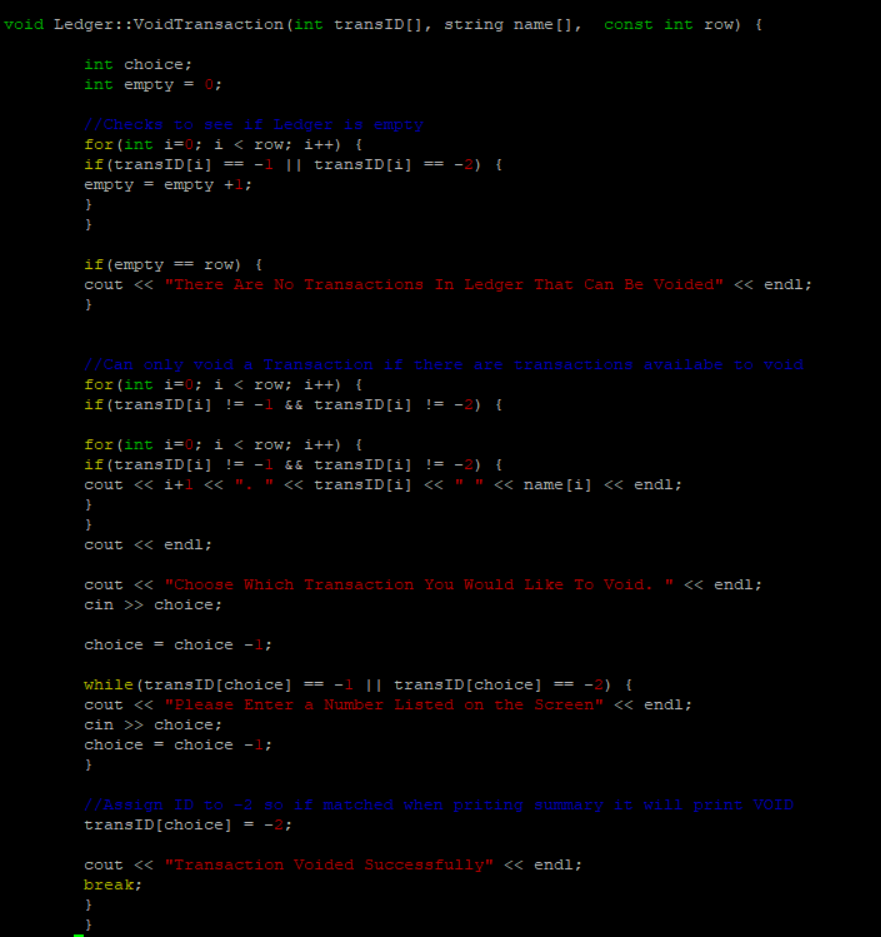 void Ledger::VoidTransaction(int transID[], string name[],  const int row) {
int choice;
int empty = 0;
//Checks to see if Ledger is empty
for(int i=0; i < row; i++) {
if(transID[i] == -1 || transID[i] == -2) {
empty = empty +1;
}
}
if(empty == row) {
cout << "There Are No Transactions In Ledger That Can Be Voided" << endl;
}
//Can only void a Transaction if there are transactions availabe to void
for(int i=0; i < row; i++) {
if(transID[i] != -1 && transID[i] != -2) {
for(int i=0; i < row; i++) {
if(transID[i] != -1 && transID[i] != -2) {
cout << i+1 << ". " << transID[i] << " " << name[i] << endl;
}
}
cout << endl;
cout << "Choose Which Transaction You Would Like To Void. " << endl;
cin >> choice;
choice = choice -1;
while(transID[choice] == -1 || transID[choice] == -2) {
cout << "Please Enter a Number Listed on the Screen" << endl;
cin >> choice;
choice = choice -1;
}
//Assign ID to -2 so if matched when priting summary it will print VOID
transID[choice] = -2;
cout << "Transaction Voided Successfully" << endl;
break;
}
}